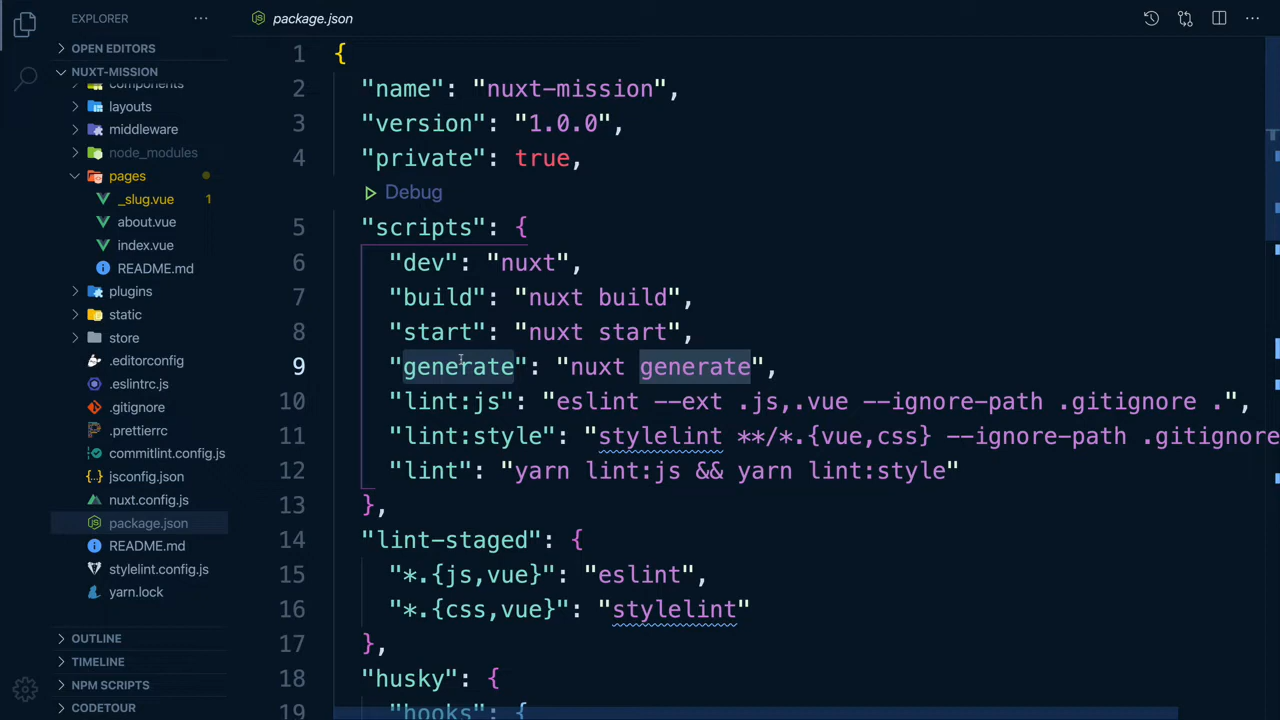 EXPLORER
OPEN EDITORS
NUXT-MISSION
components
layouts
middleware
node_modules
pages
_slug.vue 1
about.vue
index.vue
README.md
plugins
static
store
.editorconfig
.eslintrc.js
.gitignore
.prettierrc
commitlint.config.js
jsconfig.json
nuxt.config.js
package.json
README.md
stylelint.config.js
yarn.lock
OUTLINE
TIMELINE
NPM SCRIPTS
CODETOUR
package.json
1 {
2 "name": "nuxt-mission",
3 "version": "1.0.0",
4 "private": true,
Debug
5 "scripts": {
6 "dev": "nuxt",
7 "build": "nuxt build",
8 "start": "nuxt start",
9 "generate": "nuxt generate",
10 "lint:js": "eslint --ext .js,.vue --ignore-path .gitignore .",
11 "lint:style": "stylelint **/*.{vue,css} --ignore-path .gitignore
12 "lint": "yarn lint:js && yarn lint:style"
13 },
14 "lint-staged": {
15 "*.{js,vue}": "eslint",
16 "*.{css,vue}": "stylelint"
17 },
18 "husky": {
19 "hooks": {